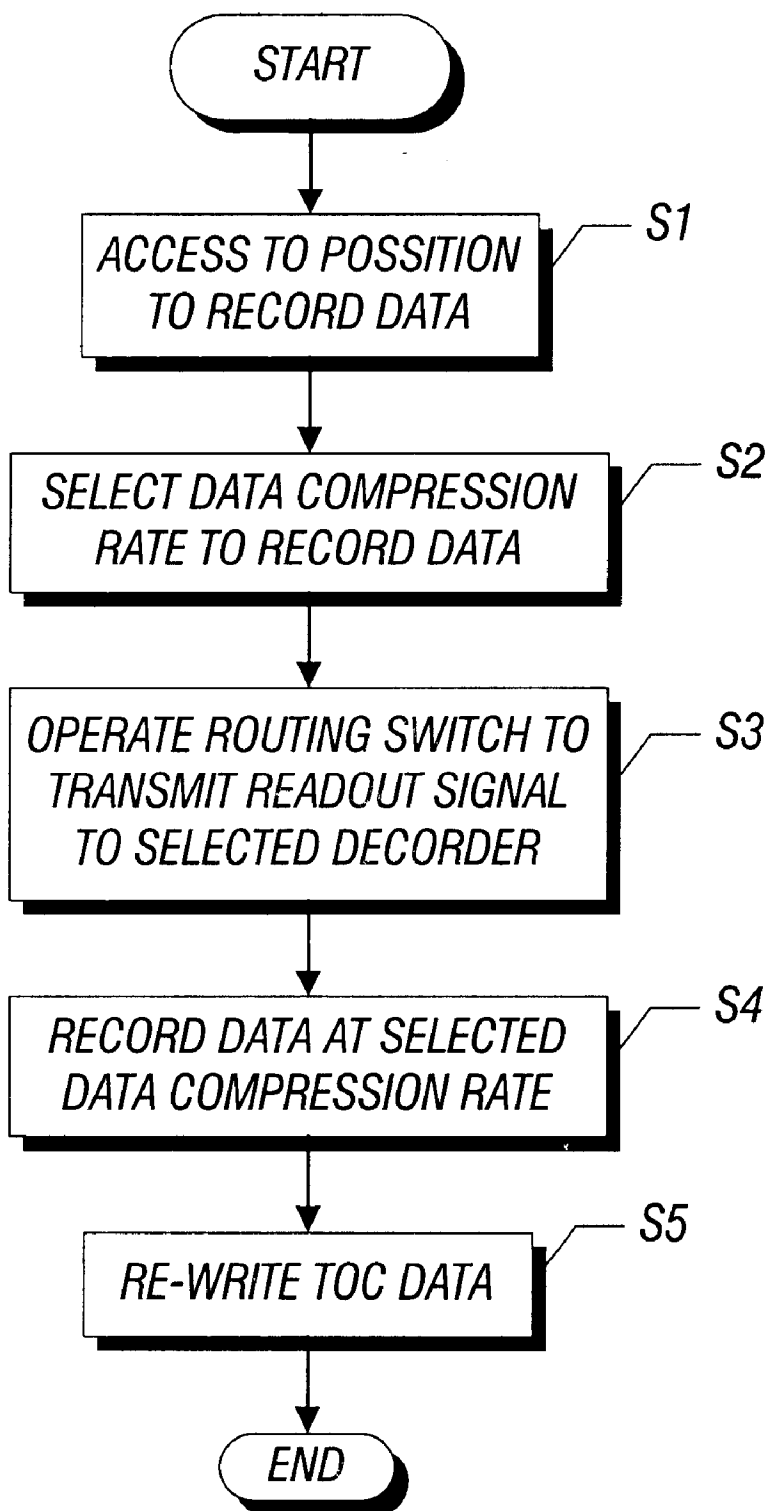 START
ACCESS TO POSSITION
TO RECORD DATA
S1
SELECT DATA COMPRESSION
RATE TO RECORD DATA
S2
OPERATE ROUTING SWITCH TO
TRANSMIT READOUT SIGNAL
TO SELECTED DECORDER
S3
RECORD DATA AT SELECTED
DATA COMPRESSION RATE
S4
RE-WRITE TOC DATA
S5
END